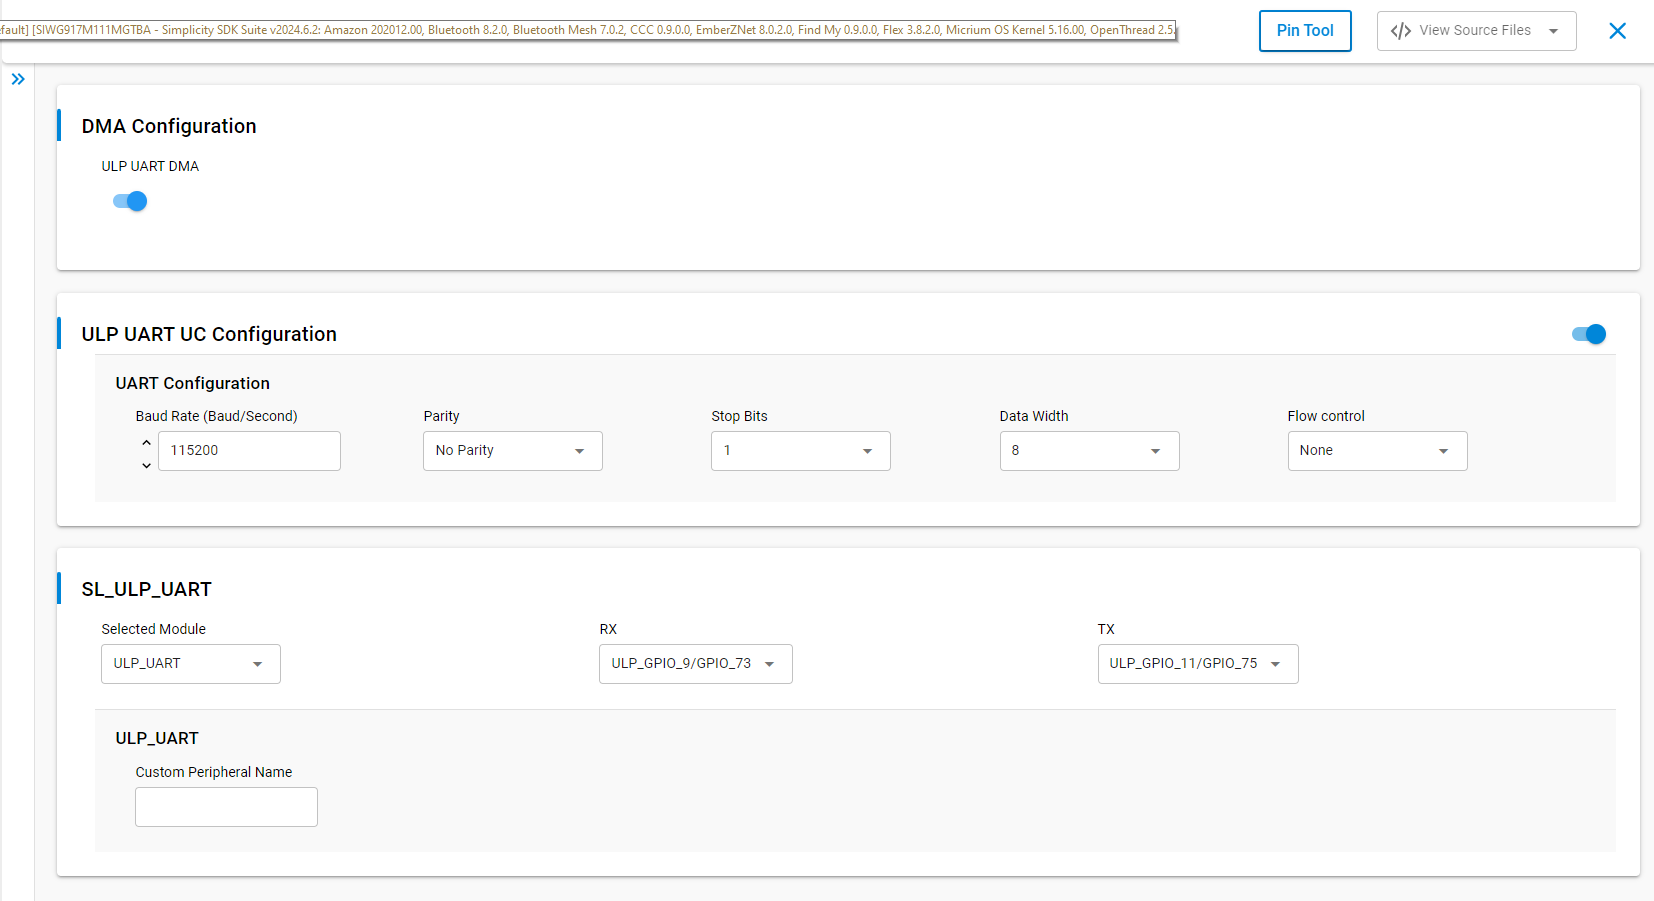 efault] [SIWG917M111MGTBA - Simplicity SDK Suite v2024.6.2: Amazon 202012.00, Bluetooth 8.2.0, Bluetooth Mesh 7.0.2, CCC 0.9.0.0, EmberZNet 8.0.2.0, Find My 0.9.0.0, Flex 3.8.2.0, Micrium OS Kernel 5.16.00, OpenThread 2.5.
Pin Tool
View Source Files
DMA Configuration
ULP UART DMA
ULP UART UC Configuration
UART Configuration
Baud Rate (Baud/Second) Parity Stop Bits Data Width Flow control
115200 No Parity 1 8 None
SL_ULP_UART
Selected Module RX TX
ULP_UART ULP_GPIO_9/GPIO_73 ULP_GPIO_11/GPIO_75
ULP_UART
Custom Peripheral Name